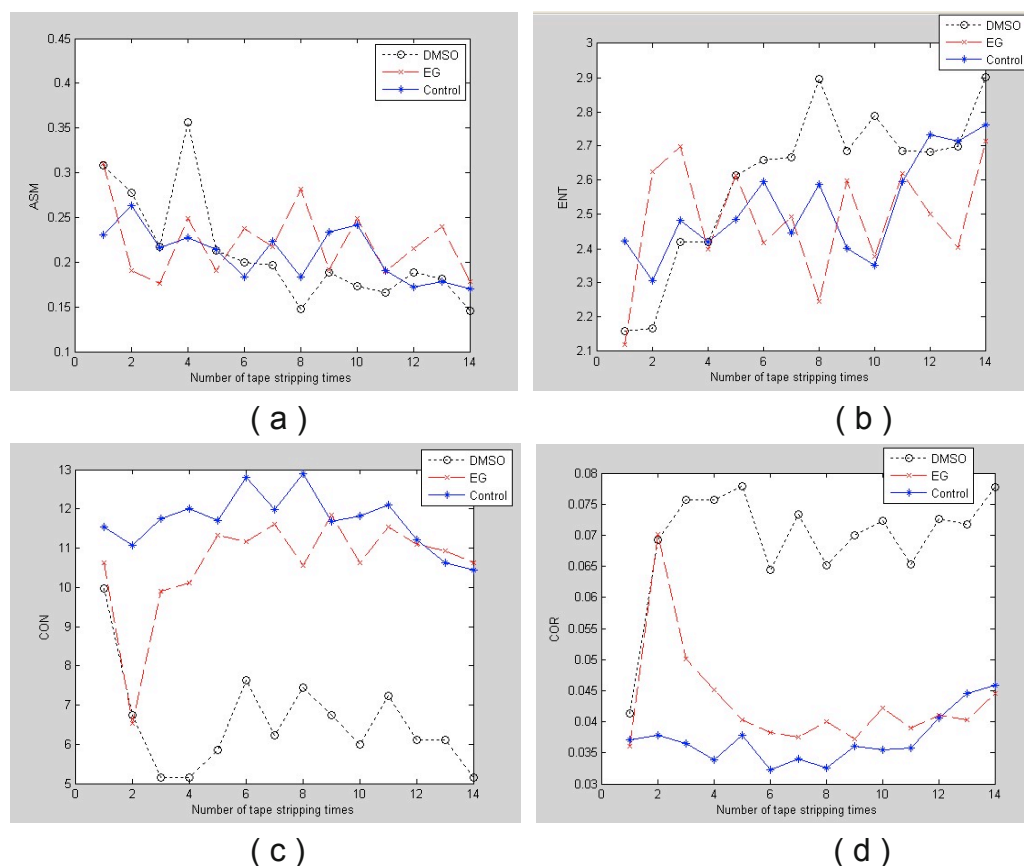 0.45
0.4
0.35
0.3
0.25
0.2
0.15
0.1
ASM
0 2 4 6 8 10 12 14
Number of tape stripping times
DMSO
EG
Control
( a )
3
2.9
2.8
2.7
2.6
2.5
2.4
2.3
2.2
2.1
ENT
0 2 4 6 8 10 12 14
Number of tape stripping times
DMSO
EG
Control
( b )
13
12
11
10
9
8
7
6
5
CON
0 2 4 6 8 10 12 14
Number of tape stripping times
DMSO
EG
Control
( c )
0.08
0.075
0.07
0.065
0.06
0.055
0.05
0.045
0.04
0.035
0.03
COR
0 2 4 6 8 10 12 14
Number of tape stripping times
DMSO
EG
Control
( d )